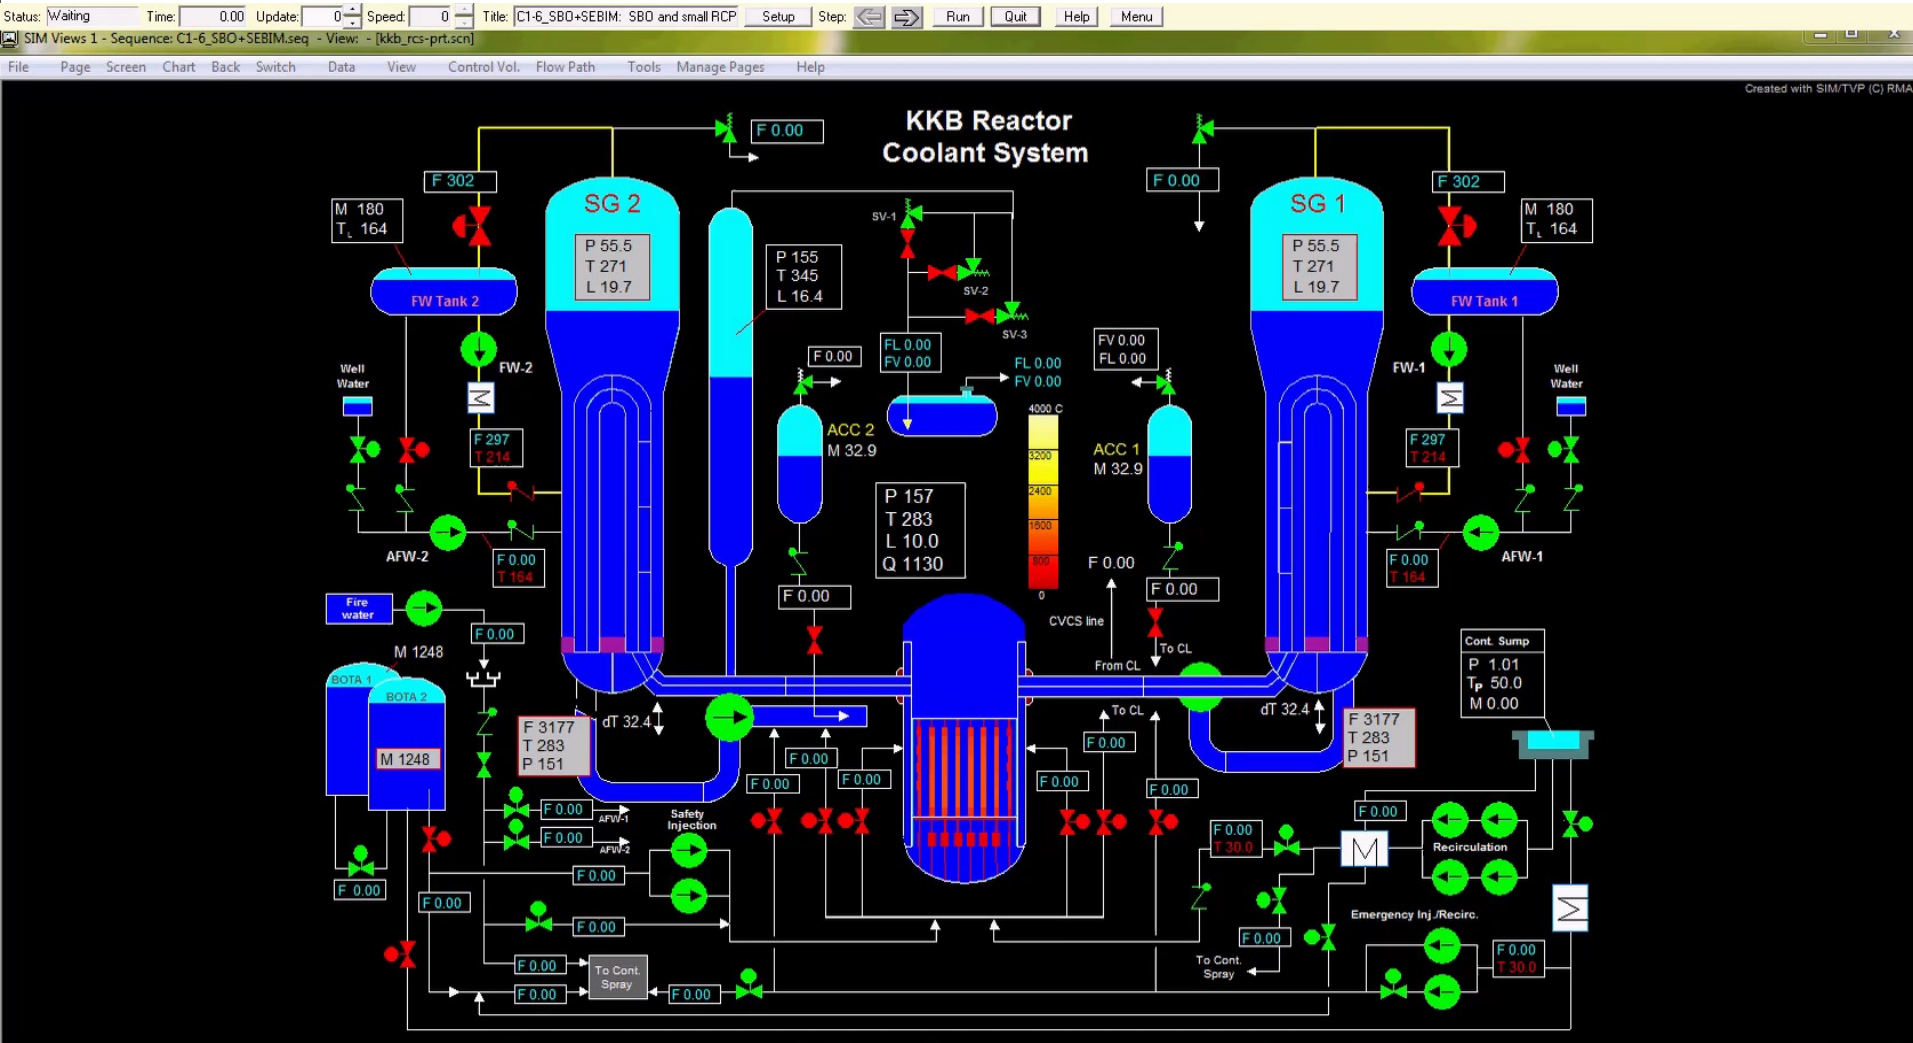 Status: Waiting Time: 0.00 Update: 0 Speed: 0 Title: C1-6_SBO+SEBIM: SBO and small RCP Setup Step: Run Quit Help Menu
SIM Views 1 - Sequence: C1-6_SBO+SEBIM.seq - View: - [kkb_rcs-prt.scn]
File Page Screen Chart Back Switch Data View Control Vol. Flow Path Tools Manage Pages Help
Created with SIM/TVP (C) RMA
KKB Reactor
Coolant System
F 0.00
F 302
M 180
TL 164
SG 2
P 55.5
T 271
L 19.7
FW Tank 2
P 155
T 345
L 16.4
SV-1
SV-2
SV-3
FL 0.00
FV 0.00
FL 0.00
FV 0.00
F 0.00
F 302
SG 1
P 55.5
T 271
L 19.7
M 180
TL 164
FW Tank 1
FW-2
Well
Water
F 297
T 214
AFW-2
F 0.00
T 164
F 0.00
ACC 2
M 32.9
F 0.00
P 157
T 283
L 10.0
Q 1130
4000 C
3200
2400
1600
800
0
FV 0.00
FL 0.00
ACC 1
M 32.9
F 0.00
F 0.00
CVCS line
From CL
To CL
To CL
FW-1
Well
Water
F 297
T 214
F 0.00
T 164
AFW-1
Fire
water
F 0.00
M 1248
BOTA 1
BOTA 2
M 1248
F 0.00
dT 32.4
F 3177
T 283
P 151
dT 32.4
F 3177
T 283
P 151
Cont. Sump
P 1.01
TP 50.0
M 0.00
F 0.00
F 0.00
F 0.00
F 0.00
F 0.00
F 0.00
F 0.00
AFW-1
F 0.00
AFW-2
Safety
Injection
F 0.00
F 0.00
F 0.00
F 0.00
F 0.00
To Cont.
Spray
F 0.00
F 0.00
T 30.0
F 0.00
Recirculation
Emergency Inj./Recirc.
F 0.00
To Cont.
Spray
F 0.00
T 30.0